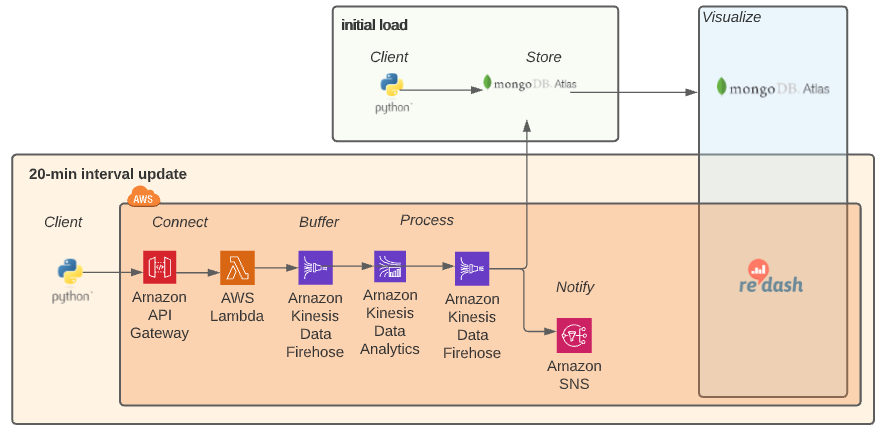 Visualize
initial load
Client
Store
mongoDB. Atlas
mongoDB. Atlas
python
20-min interval update
AWS
Client
Connect
Buffer
Process
python
Amazon
API
Gateway
AWS
Lambda
Amazon
Kinesis
Data
Firehose
Amazon
Kinesis
Data
Analytics
Amazon
Kinesis
Data
Firehose
Notify
Amazon
SNS
re:dash